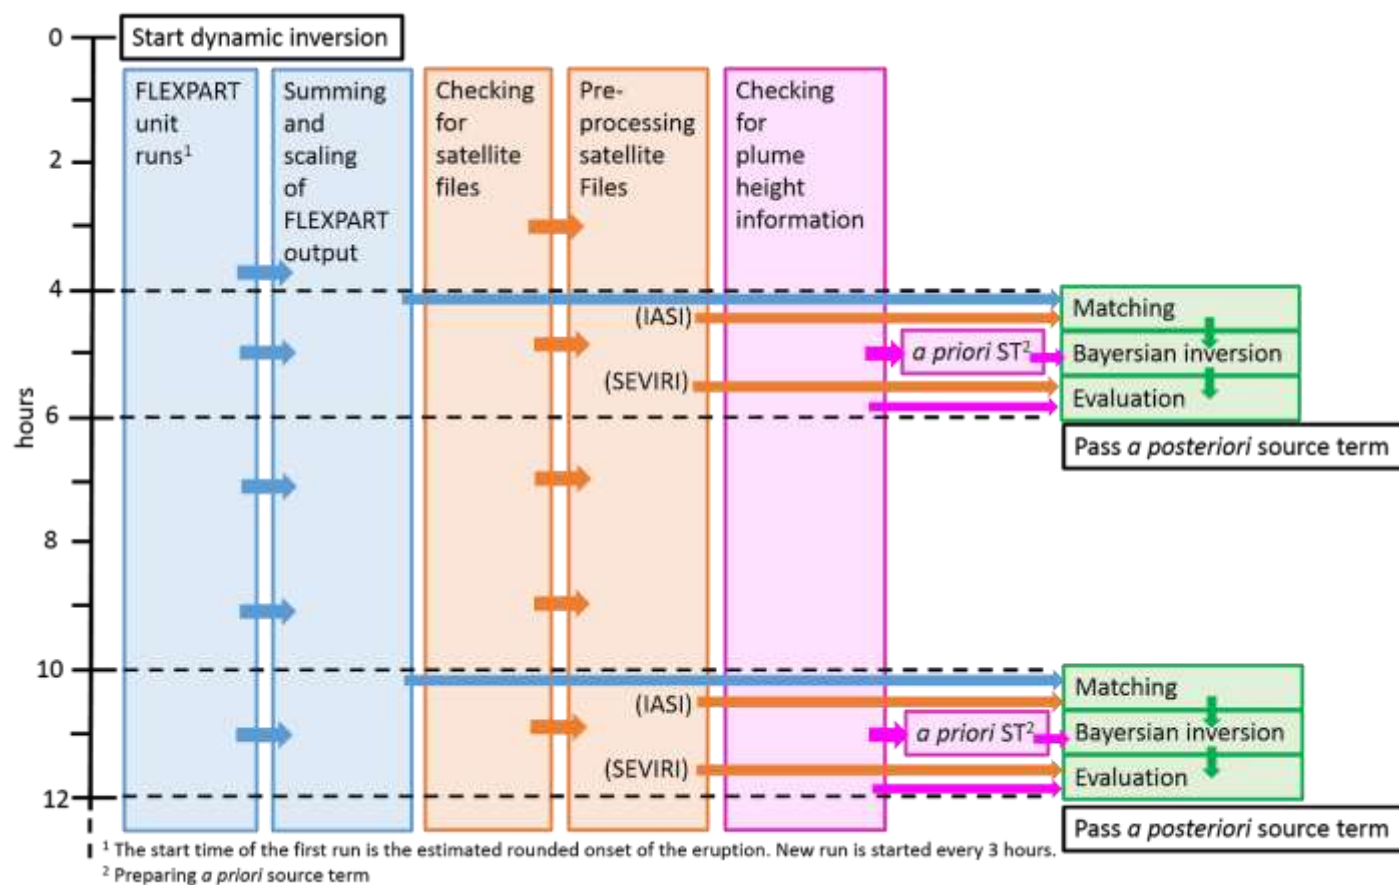 0
Start dynamic inversion
FLEXPART
unit
runs¹
Summing
and
scaling
of
FLEXPART
output
Checking
for
satellite
files
Pre-
processing
satellite
Files
Checking
for
plume
height
information
2
4
6
8
10
12
hours
(IASI)
a priori ST²
(SEVIRI)
Matching
Bayersian inversion
Evaluation
Pass a posteriori source term
(IASI)
a priori ST²
(SEVIRI)
Matching
Bayersian inversion
Evaluation
Pass a posteriori source term
¹ The start time of the first run is the estimated rounded onset of the eruption. New run is started every 3 hours.
² Preparing a priori source term